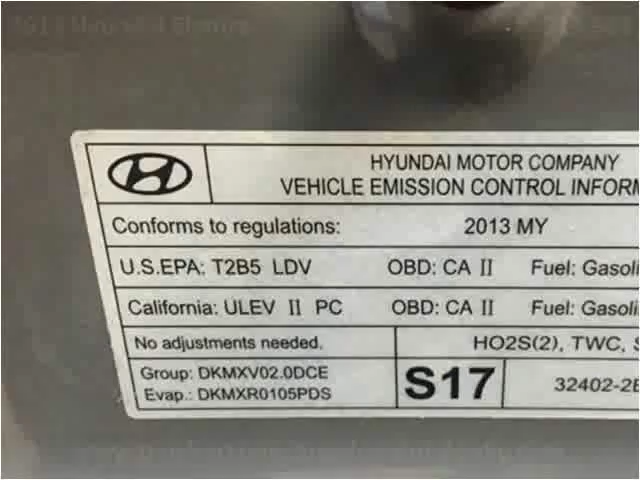 HYUNDAI MOTOR COMPANY
VEHICLE EMISSION CONTROL INFORM
Conforms to regulations: 2013 MY
U.S.EPA: T2B5 LDV OBD: CA II Fuel: Gasoli
California: ULEV II PC OBD: CA II Fuel: Gasoli
No adjustments needed. HO2S(2), TWC, S
Group: DKMXV02.0DCE
Evap.: DKMXR0105PDS
S17
32402-2E